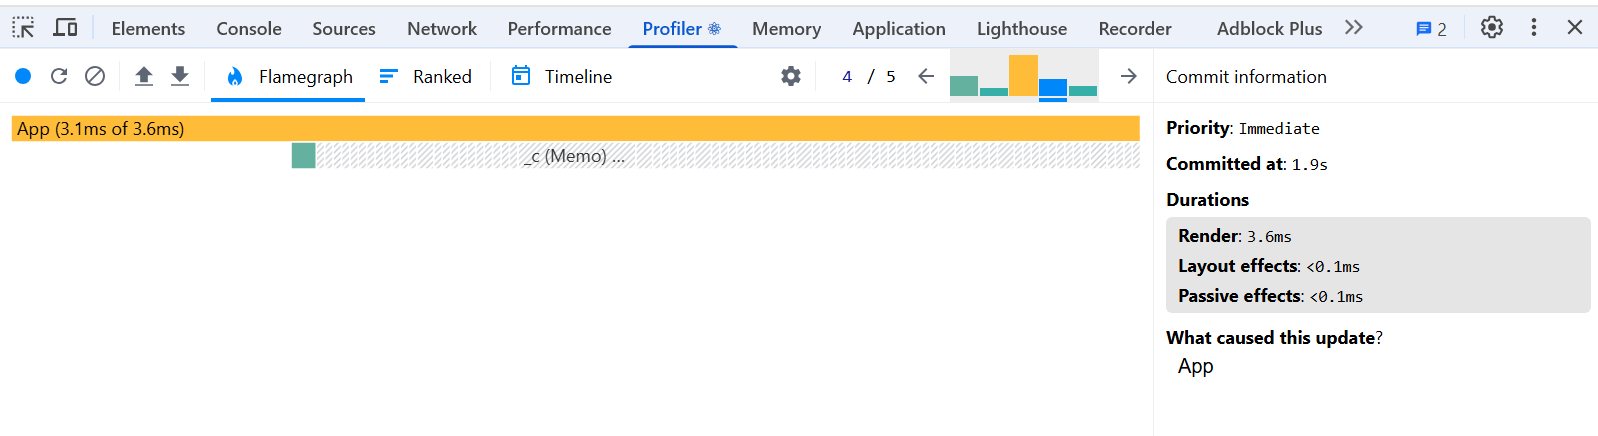 Elements Console Sources Network Performance Profiler ⚛ Memory Application Lighthouse Recorder Adblock Plus 2
Flamegraph Ranked Timeline 4 / 5 Commit information
App (3.1ms of 3.6ms)
_c (Memo) ...
Priority: Immediate
Committed at: 1.9s
Durations
Render: 3.6ms
Layout effects: <0.1ms
Passive effects: <0.1ms
What caused this update?
App